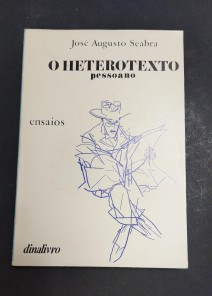 José Augusto Seabra
O HETEROTEXTO
pessoano
ensaios
dinalivro